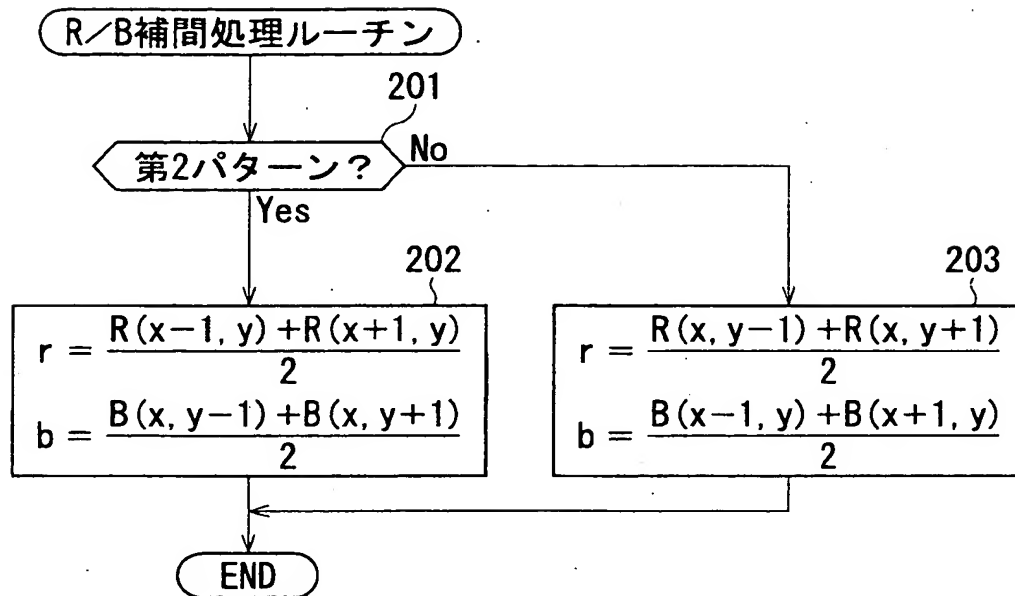 R/B補間処理ルーチン
201
第2パターン?
No
Yes
202
r = R(x-1, y)+R(x+1, y)
2
b = B(x, y-1)+B(x, y+1)
2
203
r = R(x, y-1)+R(x, y+1)
2
b = B(x-1, y)+B(x+1, y)
2
END